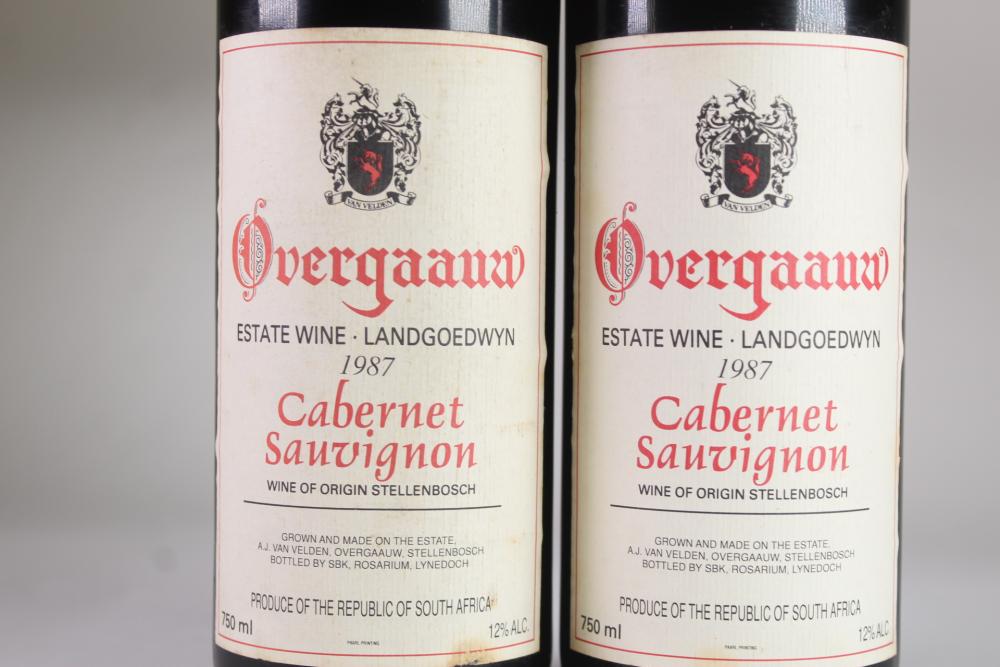 VAN VELDEN
Overgaauw
ESTATE WINE · LANDGOEDWYN
1987
Cabernet
Sauvignon
WINE OF ORIGIN STELLENBOSCH
GROWN AND MADE ON THE ESTATE,
A.J. VAN VELDEN, OVERGAAUW, STELLENBOSCH
BOTTLED BY SBK, ROSARIUM, LYNEDOCH
PRODUCE OF THE REPUBLIC OF SOUTH AFRICA
750 ml
12% ALC.
PAARL PRINTING
VAN VELDEN
Overgaauw
ESTATE WINE · LANDGOEDWYN
1987
Cabernet
Sauvignon
WINE OF ORIGIN STELLENBOSCH
GROWN AND MADE ON THE ESTATE,
A.J. VAN VELDEN, OVERGAAUW, STELLENBOSCH
BOTTLED BY SBK, ROSARIUM, LYNEDOCH
PRODUCE OF THE REPUBLIC OF SOUTH AFRICA
750 ml
12% ALC.
PAARL PRINTING